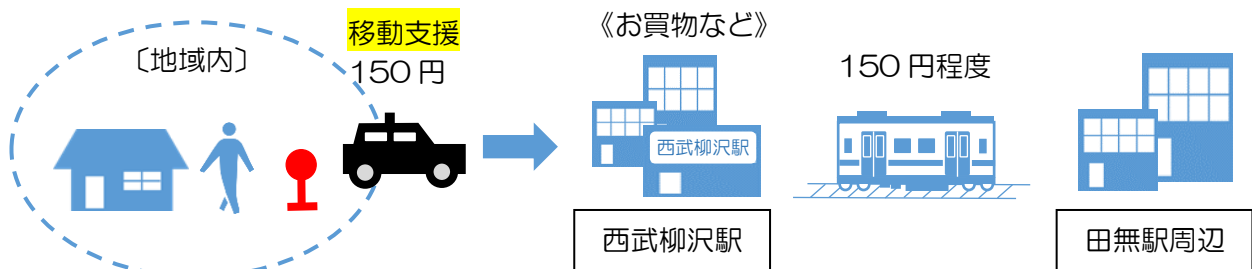 〔地域内〕
移動支援
150円
《お買物など》
西武柳沢駅
西武柳沢駅
150円程度
田無駅周辺